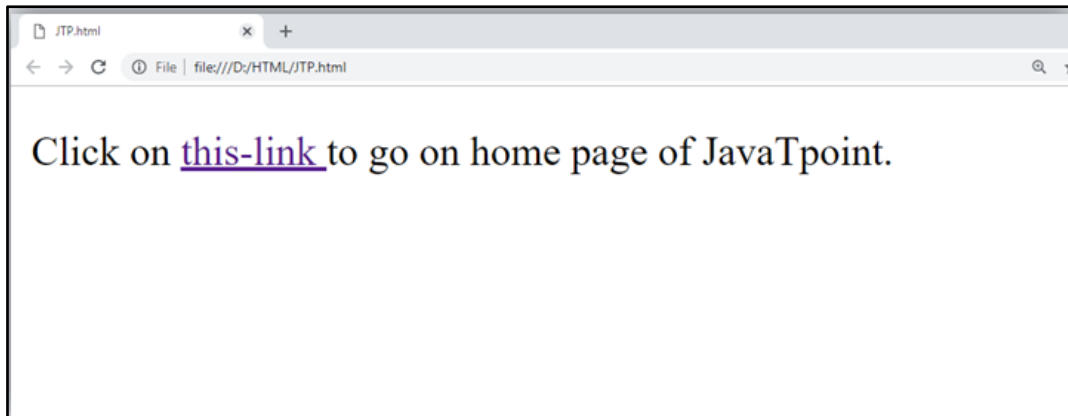 JTP.html
File | file:///D:/HTML/JTP.html
Click on this-link to go on home page of JavaTpoint.